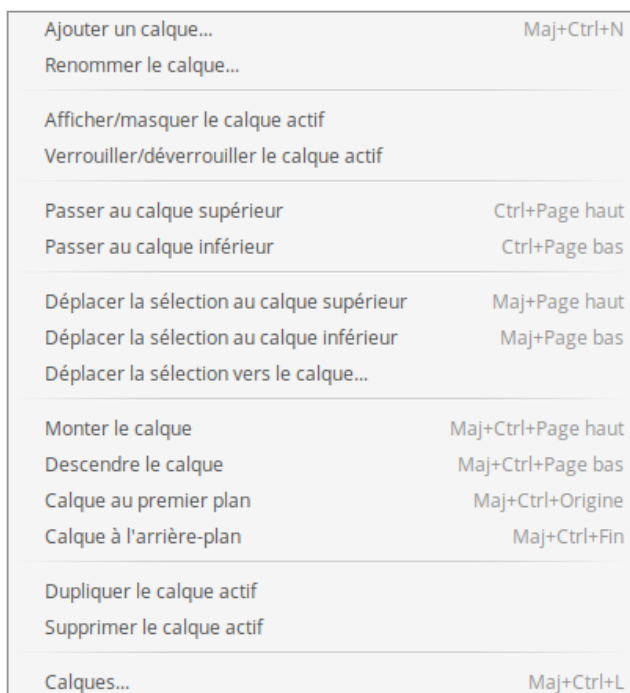 Ajouter un calque... Maj+Ctrl+N
Renommer le calque...
Afficher/masquer le calque actif
Verrouiller/déverrouiller le calque actif
Passer au calque supérieur Ctrl+Page haut
Passer au calque inférieur Ctrl+Page bas
Déplacer la sélection au calque supérieur Maj+Page haut
Déplacer la sélection au calque inférieur Maj+Page bas
Déplacer la sélection vers le calque...
Monter le calque Maj+Ctrl+Page haut
Descendre le calque Maj+Ctrl+Page bas
Calque au premier plan Maj+Ctrl+Origine
Calque à l'arrière-plan Maj+Ctrl+Fin
Dupliquer le calque actif
Supprimer le calque actif
Calques... Maj+Ctrl+L